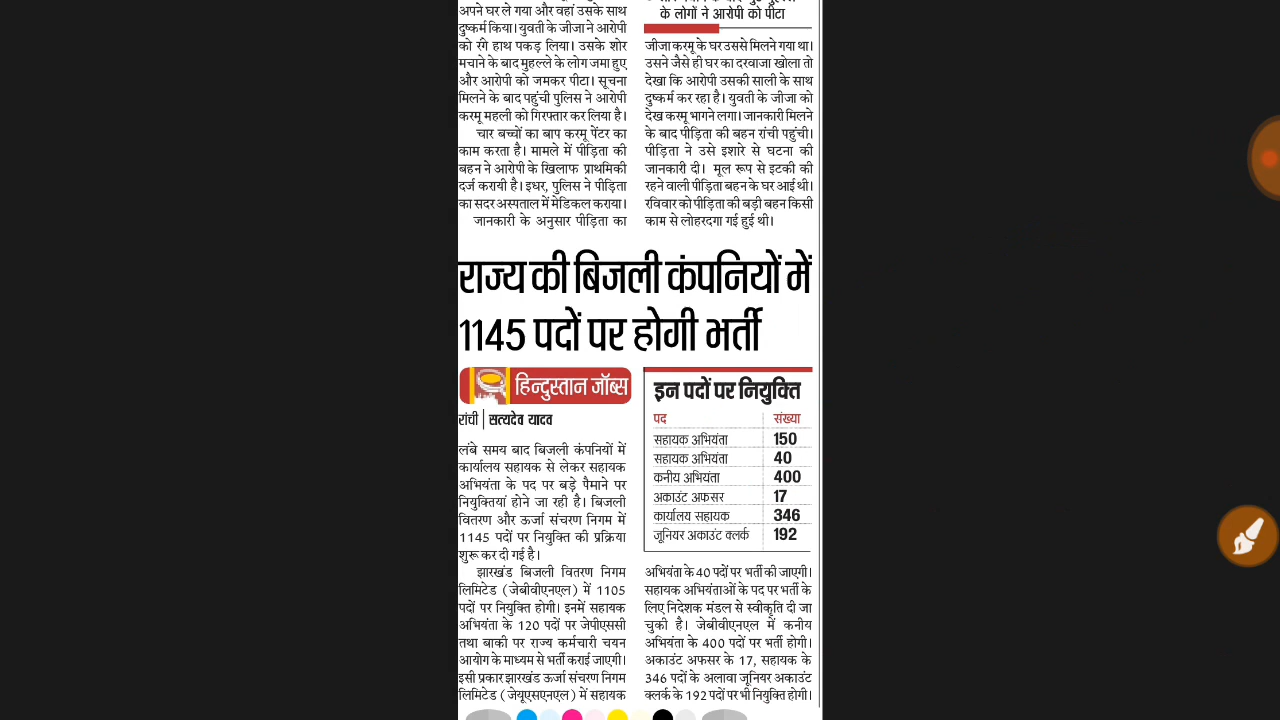 अपने घर ले गया और वहां उसके साथ
दुष्कर्म किया। युवती के जीजा ने आरोपी
को रंगे हाथ पकड़ लिया। उसके शोर
मचाने के बाद मुहल्ले के लोग जमा हुए
और आरोपी को जमकर पीटा। सूचना
मिलने के बाद पहुंची पुलिस ने आरोपी
करमू महली को गिरफ्तार कर लिया है।
चार बच्चों का बाप करमू पेंटर का
काम करता है। मामले में पीड़िता की
बहन ने आरोपी के खिलाफ प्राथमिकी
दर्ज करायी है। इधर, पुलिस ने पीड़िता
का सदर अस्पताल में मेडिकल कराया।
जानकारी के अनुसार पीड़िता का
के लोगों ने आरोपी को पीटा
जीजा करमू के घर उससे मिलने गया था।
उसने जैसे ही घर का दरवाजा खोला तो
देखा कि आरोपी उसकी साली के साथ
दुष्कर्म कर रहा है। युवती के जीजा को
देख करमू भागने लगा। जानकारी मिलने
के बाद पीड़िता की बहन रांची पहुंची।
पीड़िता ने उसे इशारे से घटना की
जानकारी दी। मूल रूप से इटकी की
रहने वाली पीड़िता बहन के घर आई थी।
रविवार को पीड़िता की बड़ी बहन किसी
काम से लोहरदगा गई हुई थी।
राज्य की बिजली कंपनियों में
1145 पदों पर होगी भर्ती
हिन्दुस्तान जॉब्स
रांची | सत्यदेव यादव
लंबे समय बाद बिजली कंपनियों में
कार्यालय सहायक से लेकर सहायक
अभियंता के पद पर बड़े पैमाने पर
नियुक्तियां होने जा रही है। बिजली
वितरण और ऊर्जा संचरण निगम में
1145 पदों पर नियुक्ति की प्रक्रिया
शुरू कर दी गई है।
झारखंड बिजली वितरण निगम
लिमिटेड (जेबीवीएनएल) में 1105
पदों पर नियुक्ति होगी। इनमें सहायक
अभियंता के 120 पदों पर जेपीएससी
तथा बाकी पर राज्य कर्मचारी चयन
आयोग के माध्यम से भर्ती कराई जाएगी।
इसी प्रकार झारखंड ऊर्जा संचरण निगम
लिमिटेड (जेयूएसएनएल) में सहायक
इन पदों पर नियुक्ति
पद संख्या
सहायक अभियंता 150
सहायक अभियंता 40
कनीय अभियंता 400
अकाउंट अफसर 17
कार्यालय सहायक 346
जूनियर अकाउंट क्लर्क 192
अभियंता के 40 पदों पर भर्ती की जाएगी।
सहायक अभियंताओं के पद पर भर्ती के
लिए निदेशक मंडल से स्वीकृति दी जा
चुकी है। जेबीवीएनएल में कनीय
अभियंता के 400 पदों पर भर्ती होगी।
अकाउंट अफसर के 17, सहायक के
346 पदों के अलावा जूनियर अकाउंट
क्लर्क के 192 पदों पर भी नियुक्ति होगी।